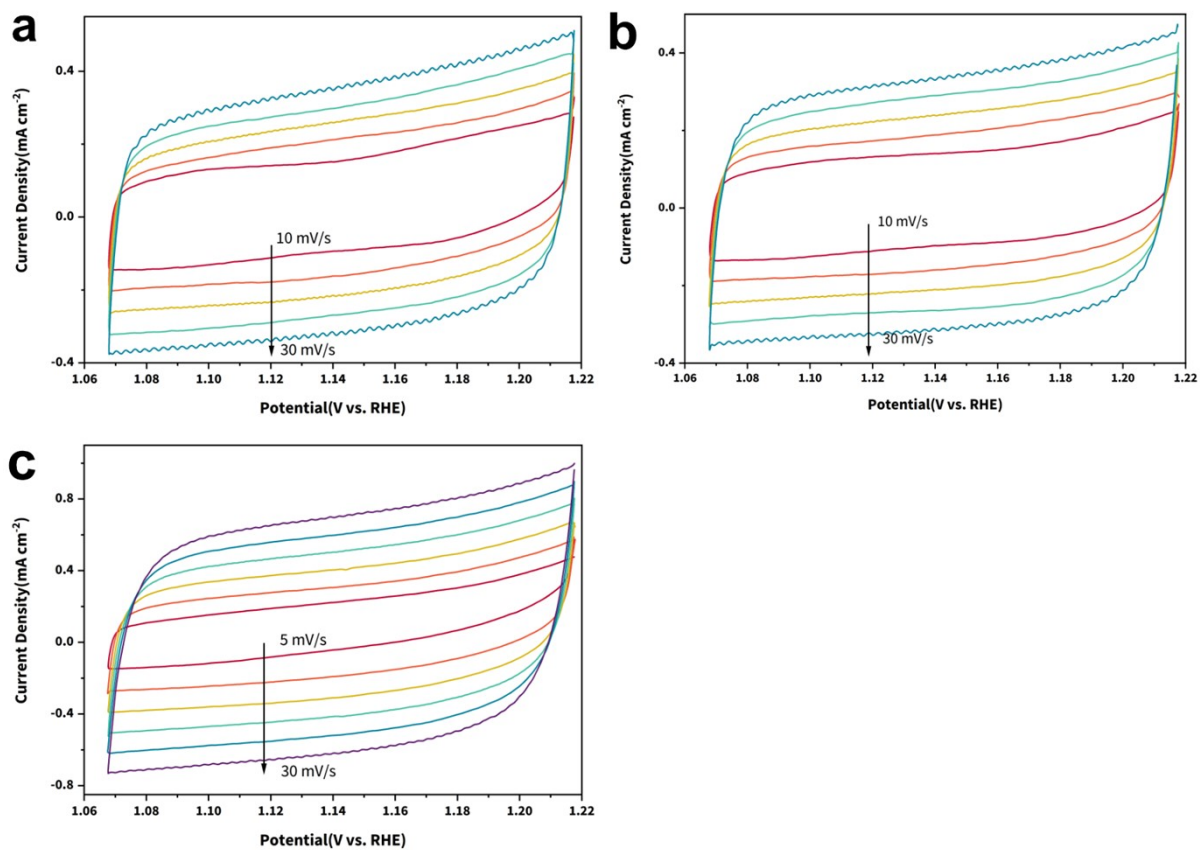 a
Current Density(mA cm-2)
0.4
0.0
-0.4
10 mV/s
30 mV/s
1.06 1.08 1.10 1.12 1.14 1.16 1.18 1.20 1.22
Potential(V vs. RHE)
b
Current Density(mA cm-2)
0.4
0.0
-0.4
10 mV/s
30 mV/s
1.06 1.08 1.10 1.12 1.14 1.16 1.18 1.20 1.22
Potential(V vs. RHE)
c
Current Density(mA cm-2)
0.8
0.4
0.0
-0.4
-0.8
5 mV/s
30 mV/s
1.06 1.08 1.10 1.12 1.14 1.16 1.18 1.20 1.22
Potential(V vs. RHE)